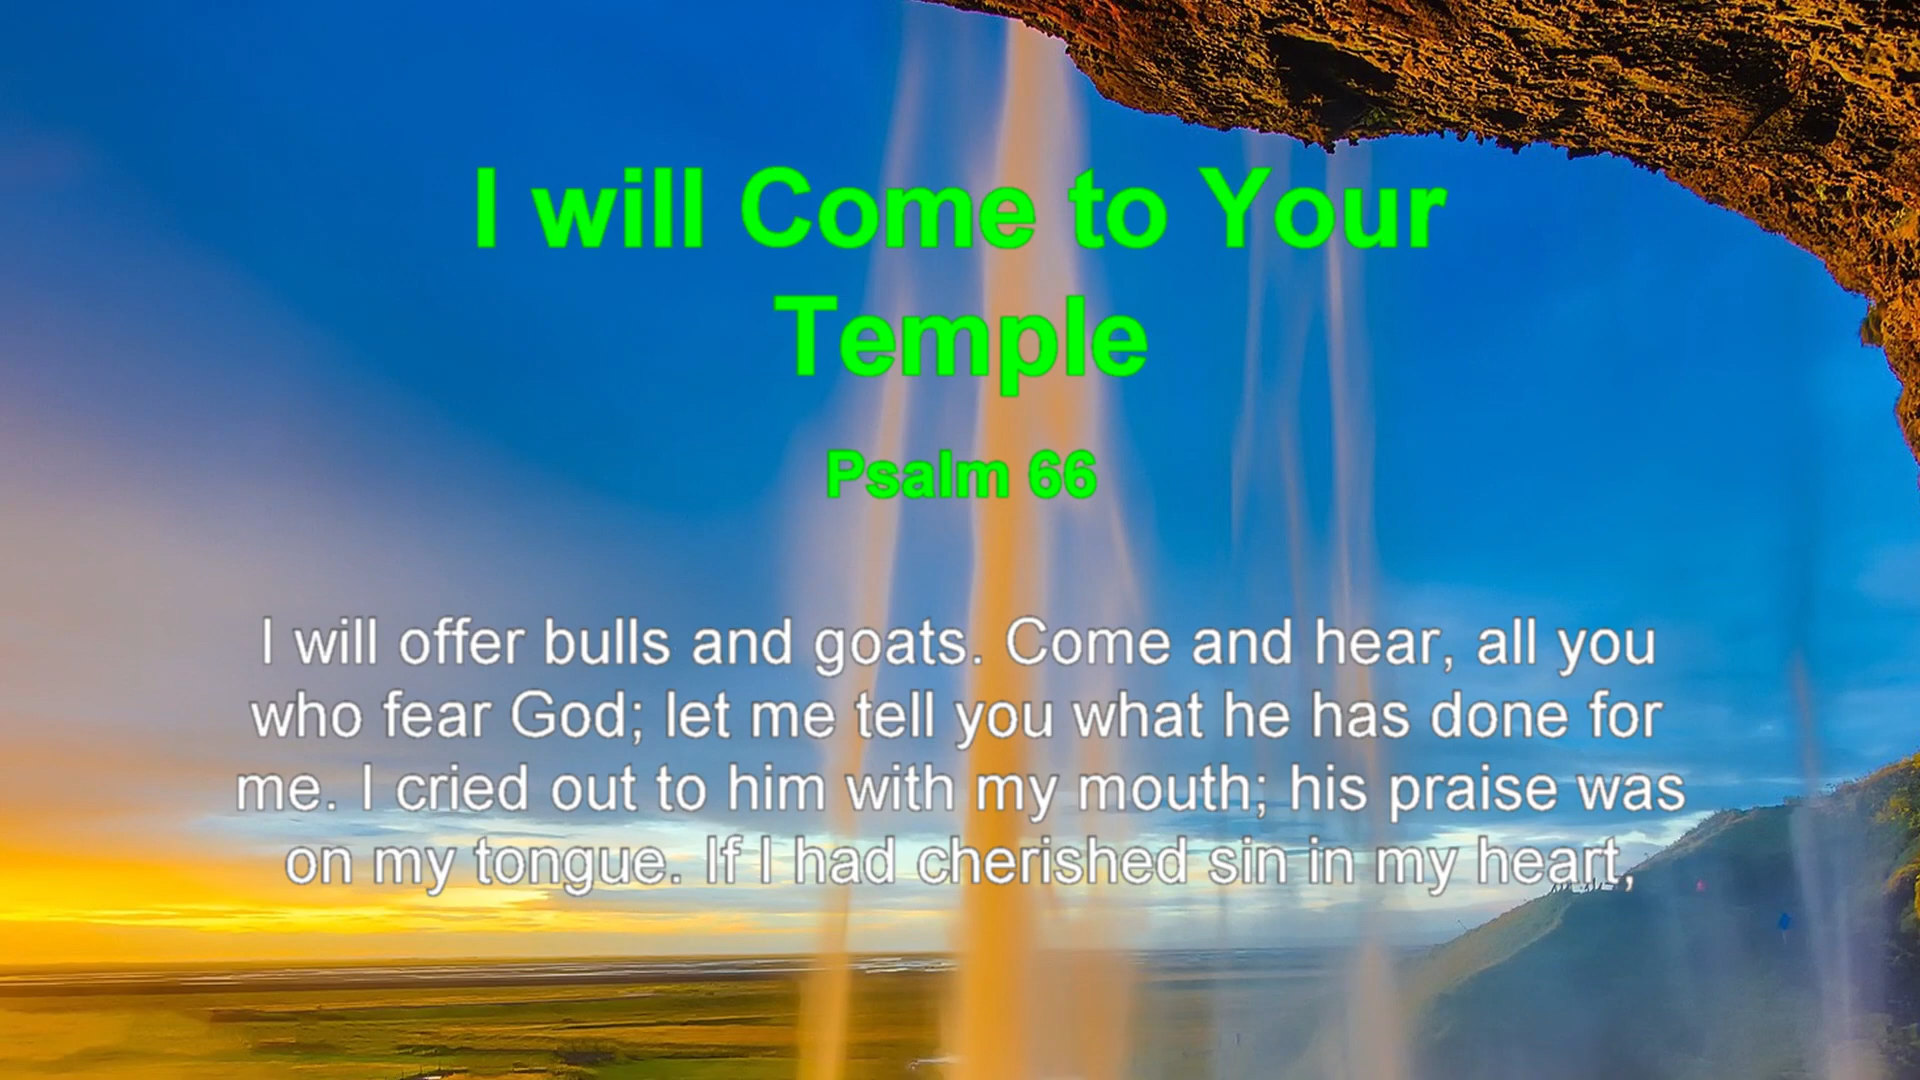 I will Come to Your
Temple
Psalm 66
I will offer bulls and goats. Come and hear, all you
who fear God; let me tell you what he has done for
me. I cried out to him with my mouth; his praise was
on my tongue. If I had cherished sin in my heart,